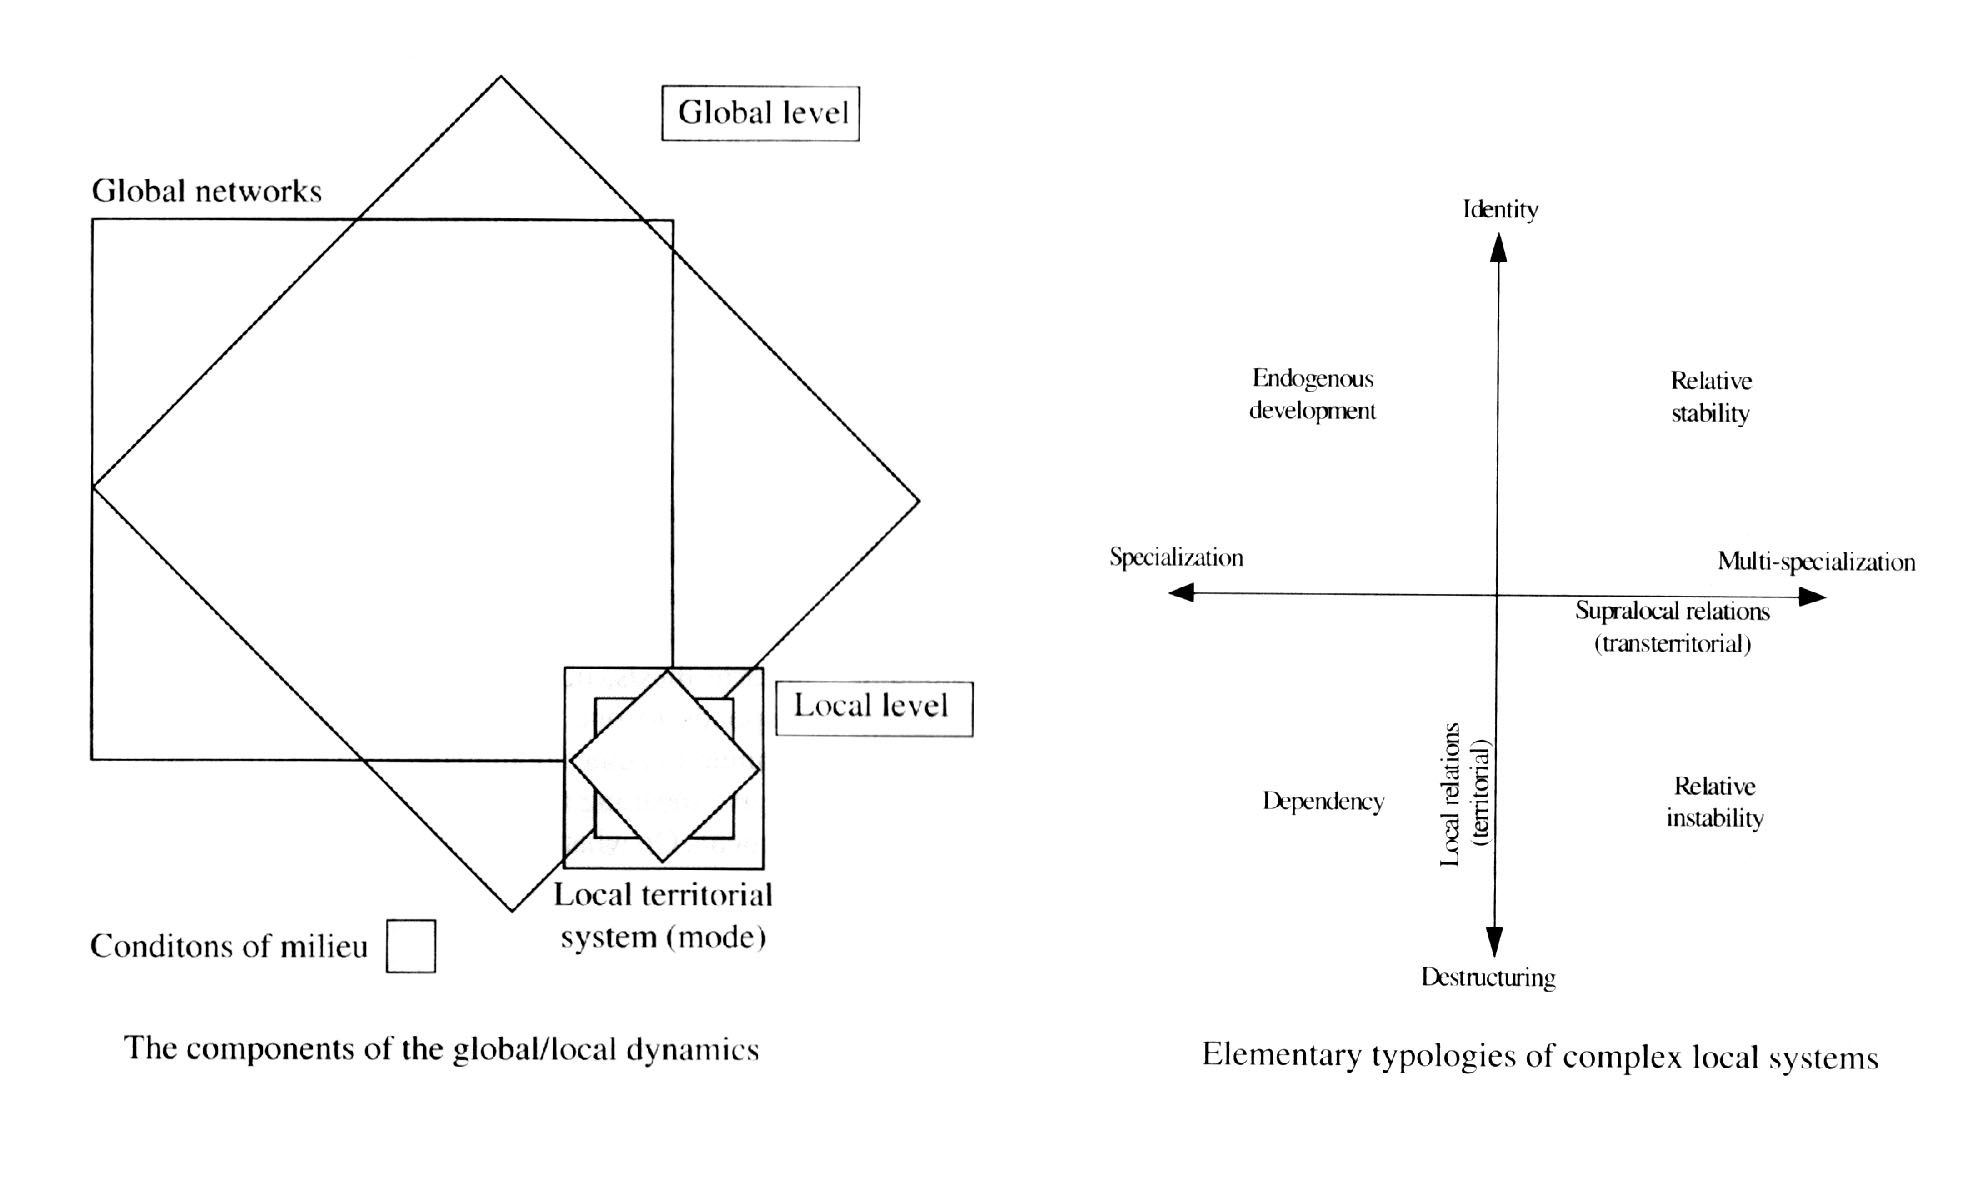 Global level
Global networks
Local level
Local territorial
system (mode)
Conditons of milieu
The components of the global/local dynamics
Identity
Endogenous
development
Relative
stability
Specialization
Multi-specialization
Supralocal relations
(transterritorial)
Local relations
(territorial)
Dependency
Relative
instability
Destructuring
Elementary typologies of complex local systems